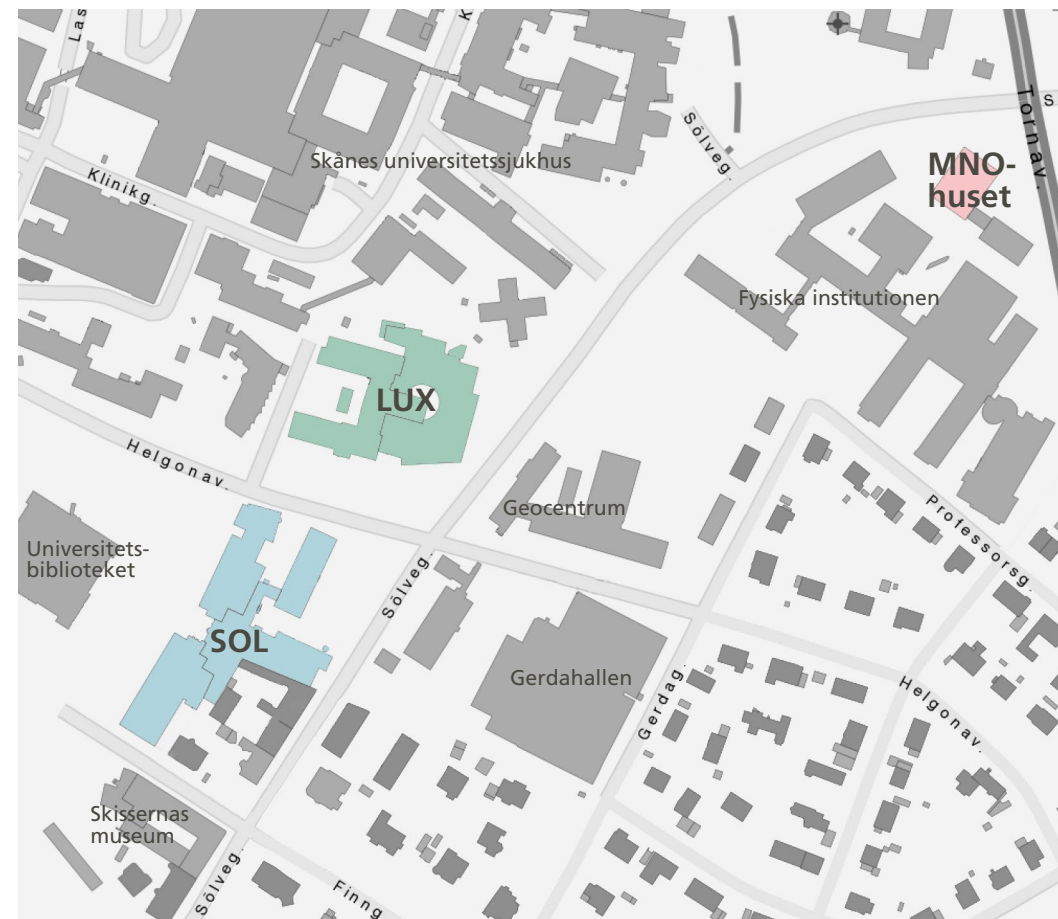 Las
K
Sölveg.
Tornav.
S
Skånes universitetssjukhus
Klinikg.
MNO-
huset
Fysiska institutionen
LUX
Helgonav.
Geocentrum
Professorsg.
Universitets-
biblioteket
Sölveg.
SOL
Gerdahallen
Gerdag.
Helgonav.
Skissernas
museum
Sölveg.
Finng